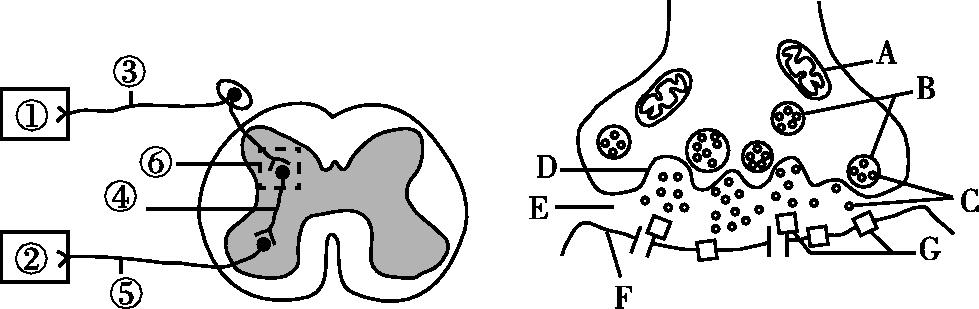 ③
①
⑥
④
②
⑤
A
B
D
E
C
G
F